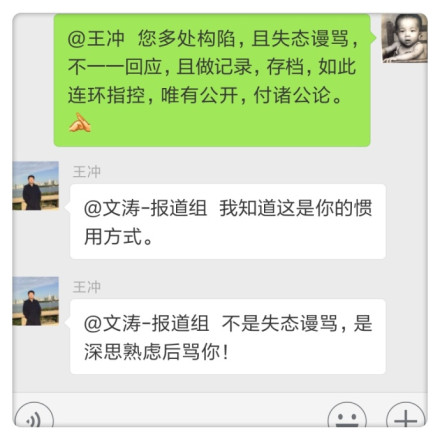 @王冲 您多处构陷，且失态谩骂，
不一一回应，且做记录，存档，如此
连环指控，唯有公开，付诸公论。
王冲
@文涛-报道组 我知道这是你的惯
用方式。
王冲
@文涛-报道组 不是失态谩骂，是
深思熟虑后骂你！